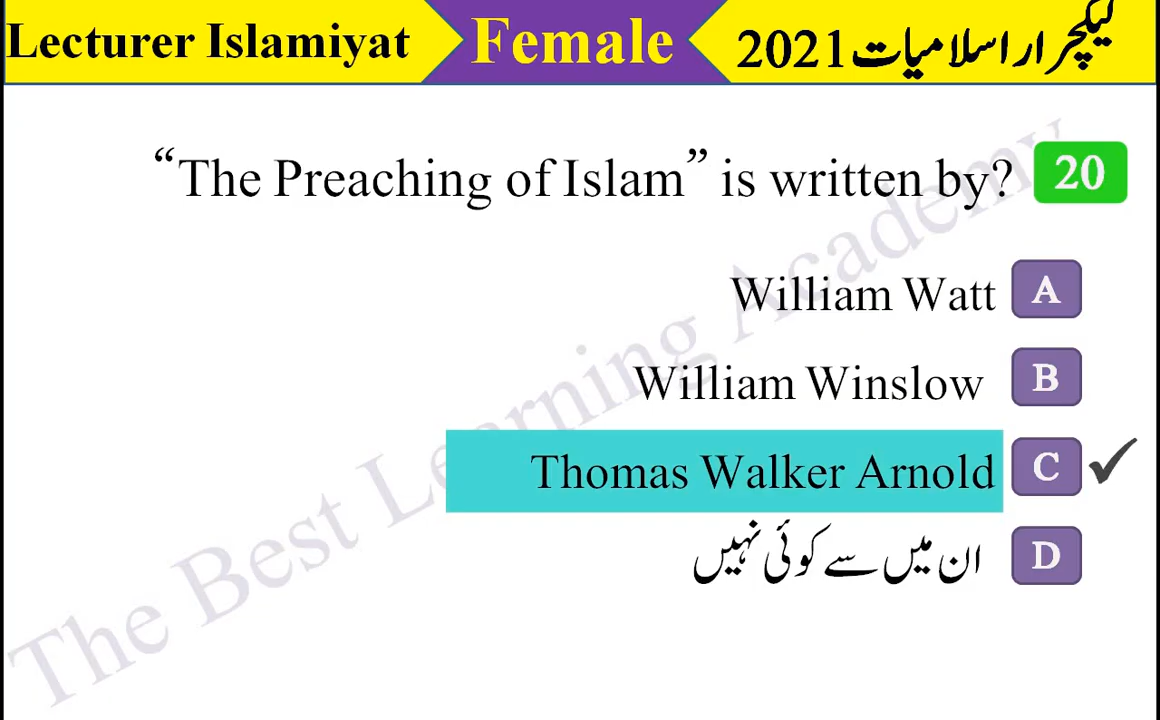 Lecturer Islamiyat Female لیکچرار اسلامیات 2021
“The Preaching of Islam” is written by? 20
William Watt A
William Winslow B
Thomas Walker Arnold C ✓
ان میں سے کوئی نہیں D
The Best Learning Academy